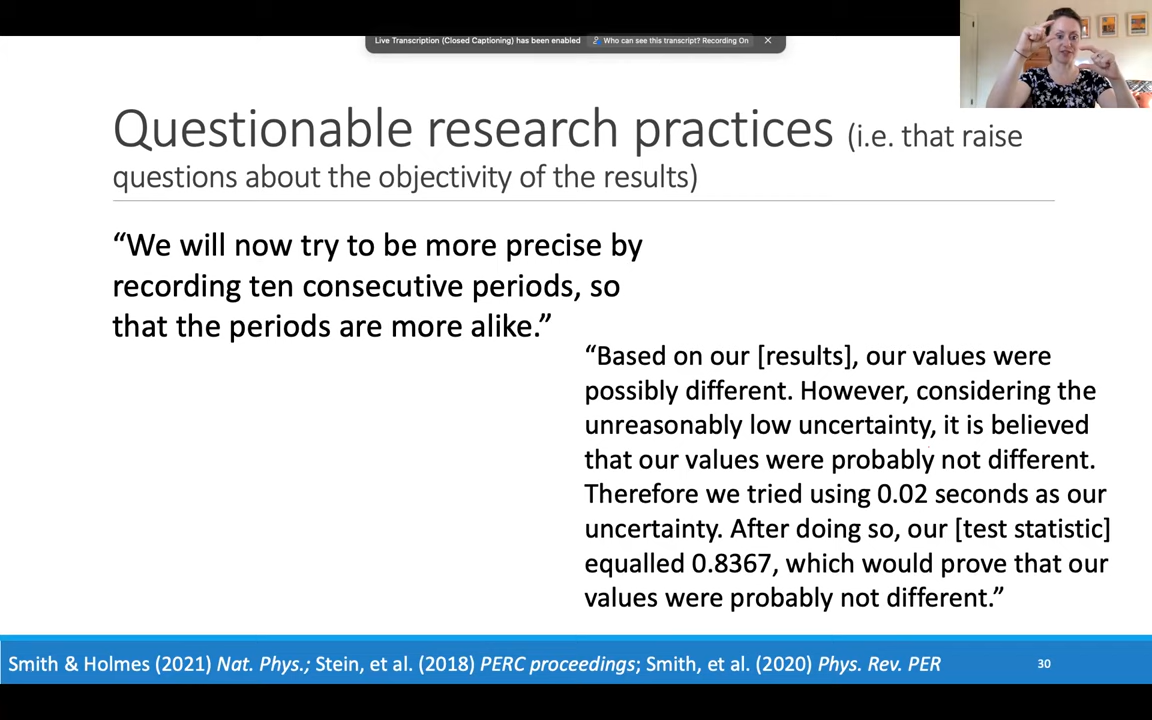 Live Transcription (Closed Captioning) has been enabled Who can see this transcript? Recording On
Questionable research practices (i.e. that raise
questions about the objectivity of the results)
“We will now try to be more precise by
recording ten consecutive periods, so
that the periods are more alike.”
“Based on our [results], our values were
possibly different. However, considering the
unreasonably low uncertainty, it is believed
that our values were probably not different.
Therefore we tried using 0.02 seconds as our
uncertainty. After doing so, our [test statistic]
equalled 0.8367, which would prove that our
values were probably not different.”
Smith & Holmes (2021) Nat. Phys.; Stein, et al. (2018) PERC proceedings; Smith, et al. (2020) Phys. Rev. PER
30